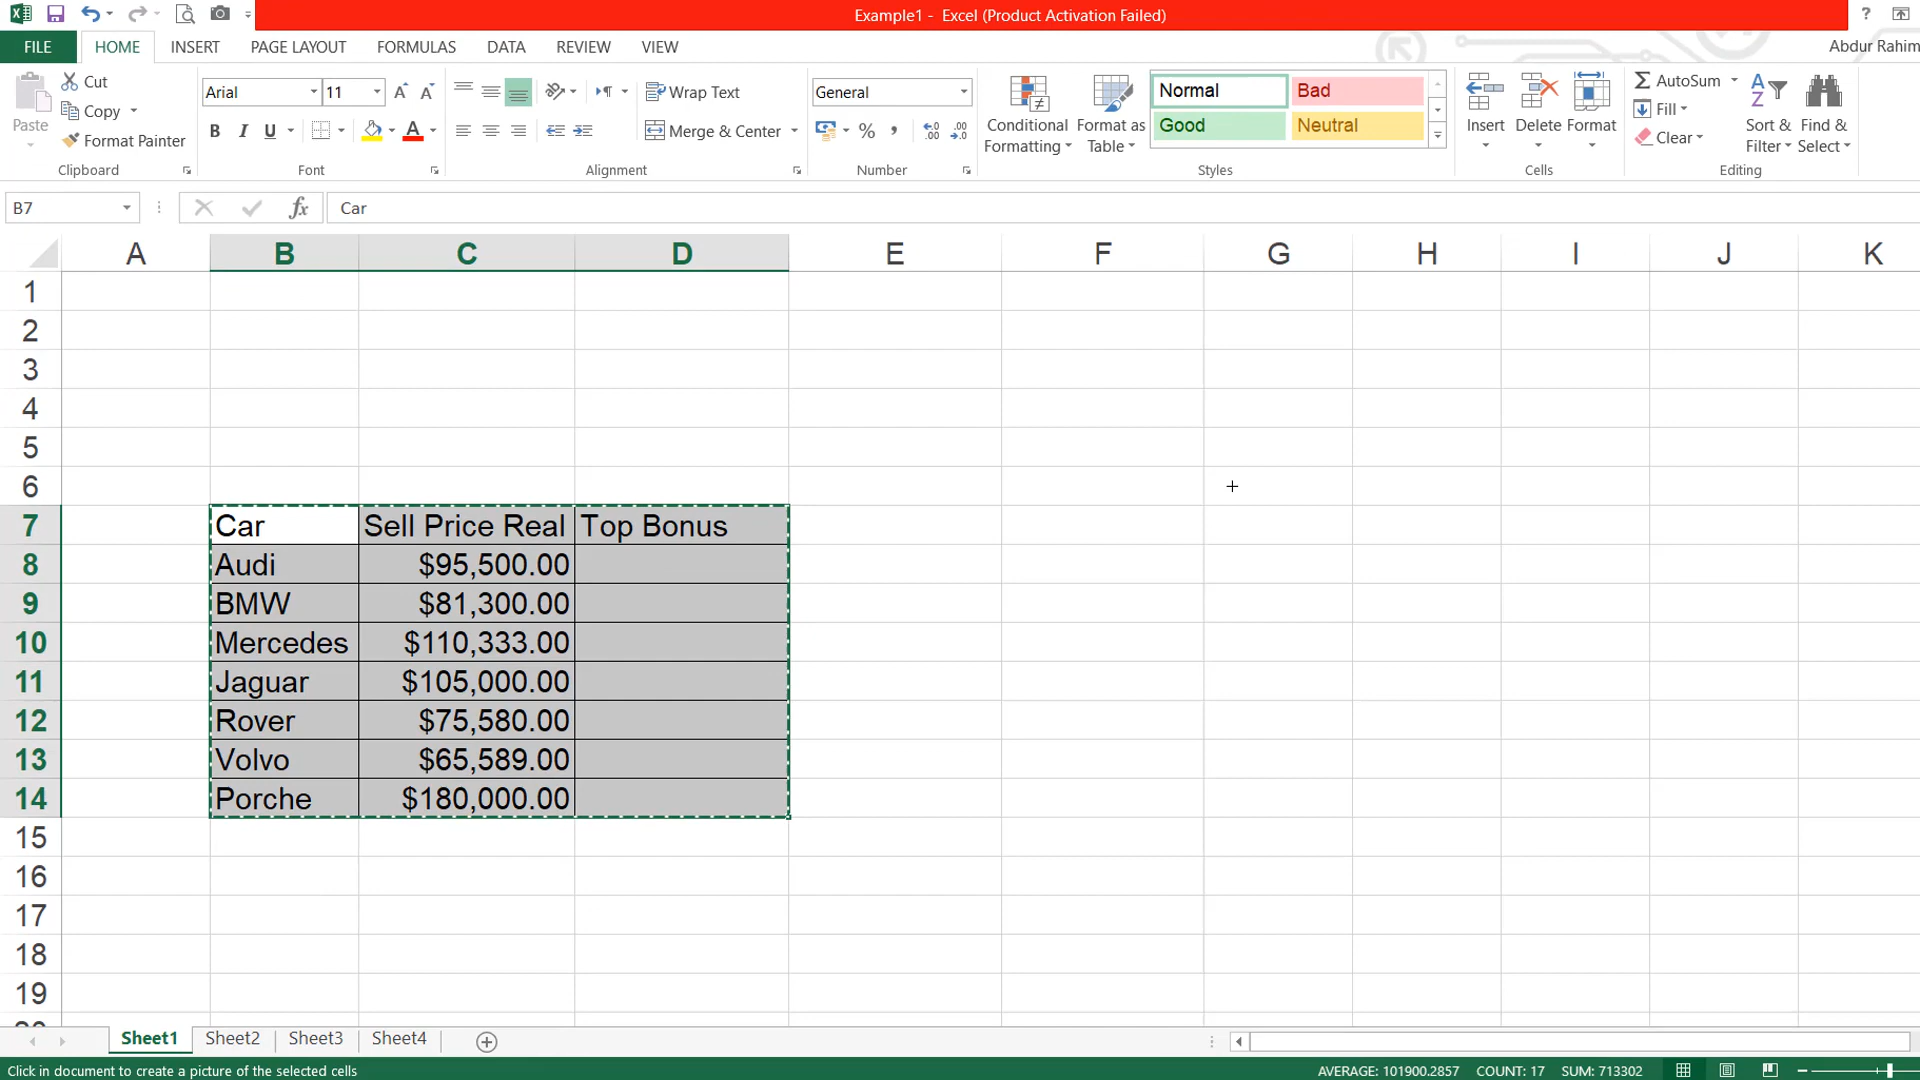 Example1 - Excel (Product Activation Failed)
?
FILE HOME INSERT PAGE LAYOUT FORMULAS DATA REVIEW VIEW Abdur Rahim
Paste
Cut
Copy
Format Painter
Clipboard
Arial 11
B I U
Font
Wrap Text
Merge & Center
Alignment
General
%
Number
Conditional Formatting
Format as Table
Normal Bad
Good Neutral
Styles
Insert Delete Format
Cells
AutoSum
Fill
Clear
Sort & Filter
Find & Select
Editing
B7 fx Car
A B C D E F G H I J K
1
2
3
4
5
6
7 Car Sell Price Real Top Bonus
8 Audi $95,500.00
9 BMW $81,300.00
10 Mercedes $110,333.00
11 Jaguar $105,000.00
12 Rover $75,580.00
13 Volvo $65,589.00
14 Porche $180,000.00
15
16
17
18
19
Sheet1 Sheet2 Sheet3 Sheet4
Click in document to create a picture of the selected cells AVERAGE: 101900.2857 COUNT: 17 SUM: 713302